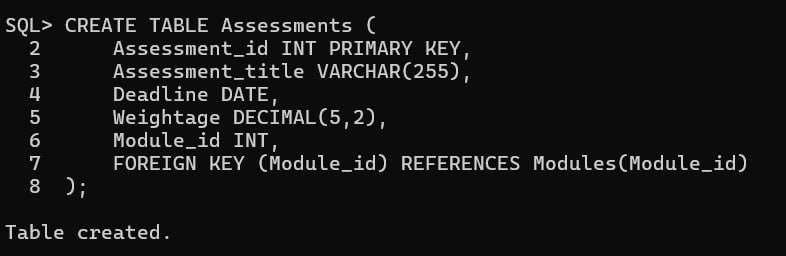 SQL> CREATE TABLE Assessments (
  2      Assessment_id INT PRIMARY KEY,
  3      Assessment_title VARCHAR(255),
  4      Deadline DATE,
  5      Weightage DECIMAL(5,2),
  6      Module_id INT,
  7      FOREIGN KEY (Module_id) REFERENCES Modules(Module_id)
  8  );
Table created.